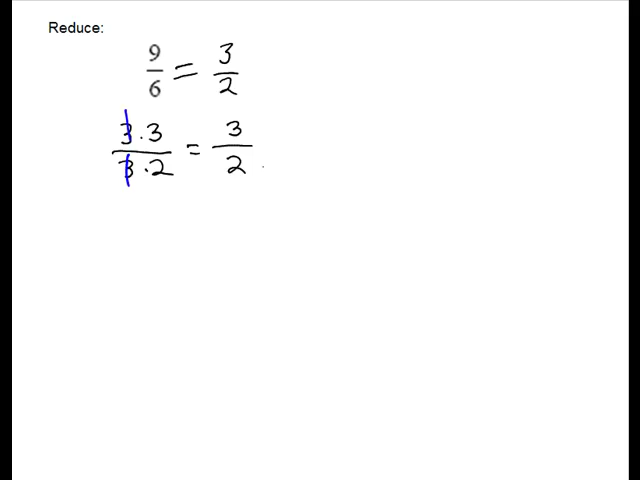 Reduce:
9/6 = 3/2
3·3/3·2 = 3/2